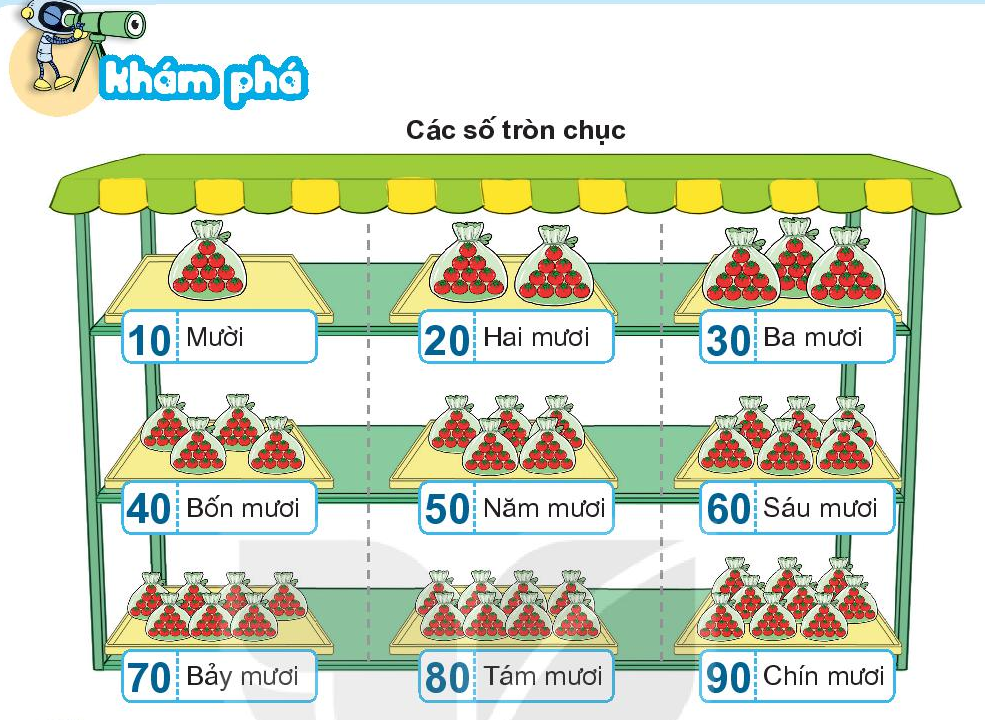 Khám phá
Các số tròn chục
10 Mười
20 Hai mươi
30 Ba mươi
40 Bốn mươi
50 Năm mươi
60 Sáu mươi
70 Bảy mươi
80 Tám mươi
90 Chín mươi